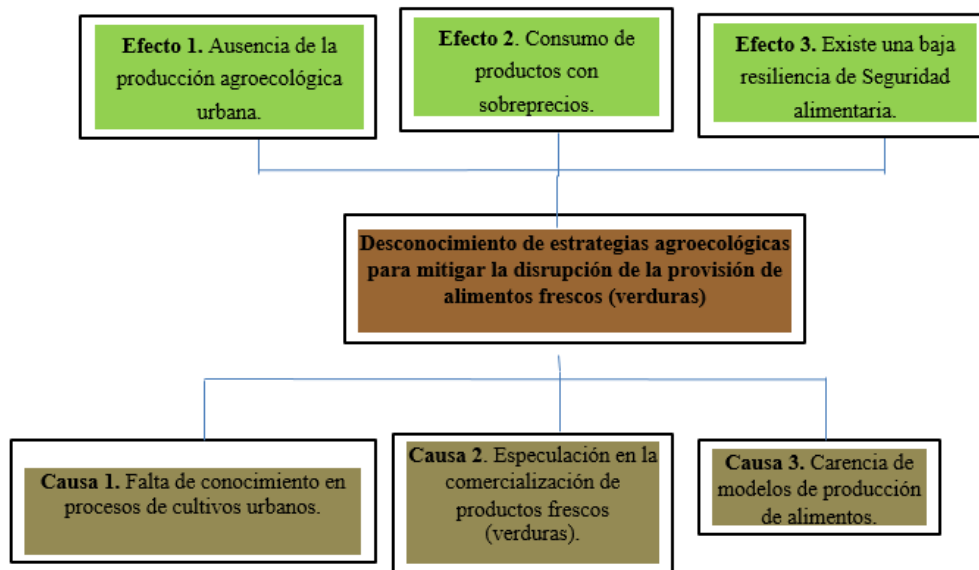 Efecto 1. Ausencia de la
producción agroecológica
urbana.
Efecto 2. Consumo de
productos con
sobreprecios.
Efecto 3. Existe una baja
resiliencia de Seguridad
alimentaria.
Desconocimiento de estrategias agroecológicas
para mitigar la disrupción de la provisión de
alimentos frescos (verduras)
Causa 1. Falta de conocimiento en
procesos de cultivos urbanos.
Causa 2. Especulación en la
comercialización de
productos frescos
(verduras).
Causa 3. Carencia de
modelos de producción
de alimentos.